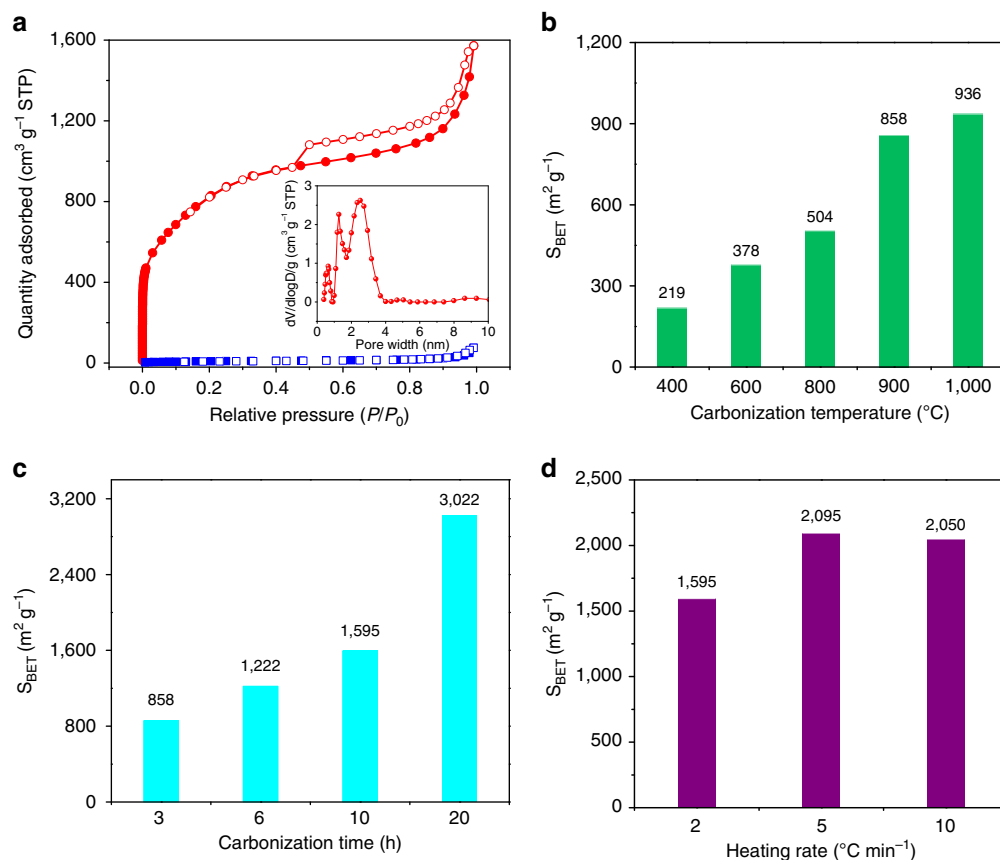 a
1,600
1,200
800
400
0
Quantity adsorbed (cm³ g⁻¹ STP)
0.0 0.2 0.4 0.6 0.8 1.0
Relative pressure (P/P₀)
3
2
1
0
dV/dlogD/g (cm³ g⁻¹ STP)
0 2 4 6 8 10
Pore width (nm)
b
1,200
900
600
300
0
S_BET (m² g⁻¹)
219
378
504
858
936
400 600 800 900 1,000
Carbonization temperature (°C)
c
3,200
2,400
1,600
800
0
S_BET (m² g⁻¹)
858
1,222
1,595
3,022
3 6 10 20
Carbonization time (h)
d
2,500
2,000
1,500
1,000
500
0
S_BET (m² g⁻¹)
1,595
2,095
2,050
2 5 10
Heating rate (°C min⁻¹)